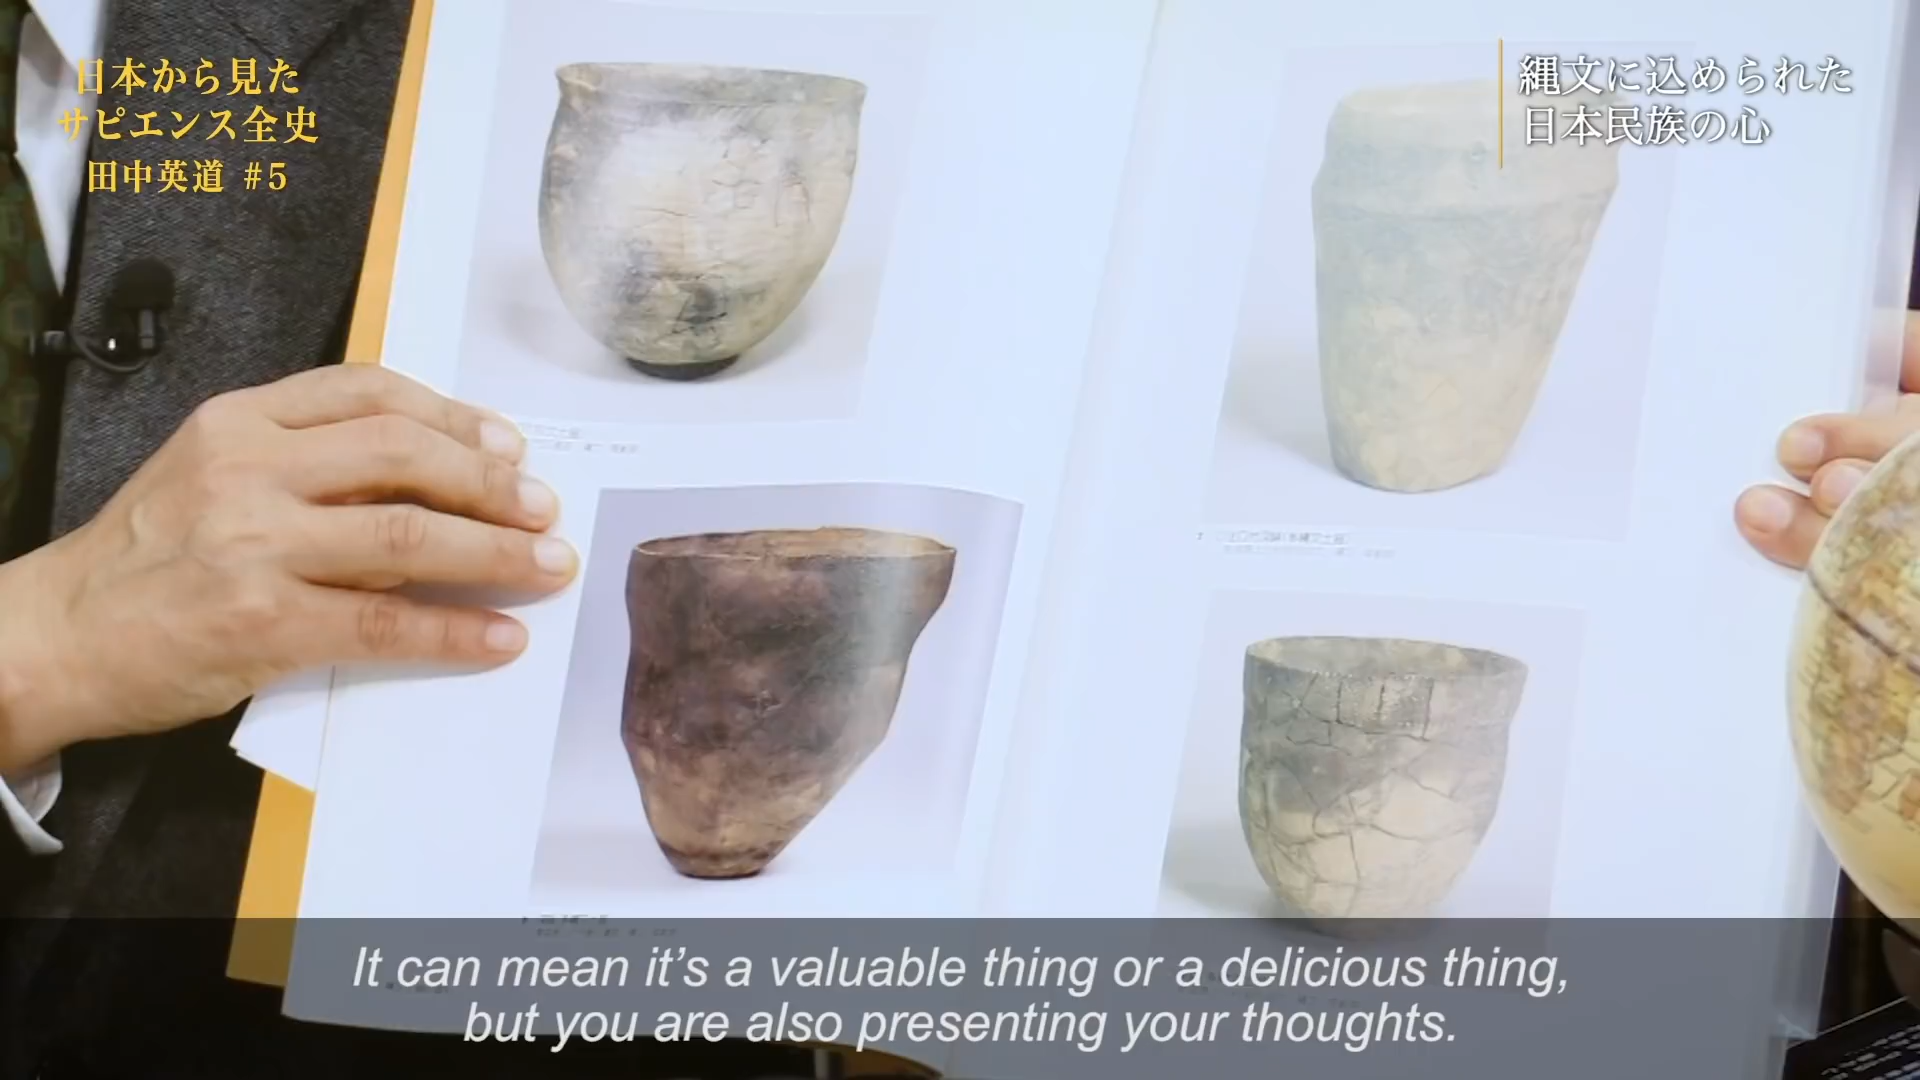 日本から見た
サピエンス全史
田中英道 #5
縄文に込められた
日本民族の心
It can mean it’s a valuable thing or a delicious thing,
but you are also presenting your thoughts.